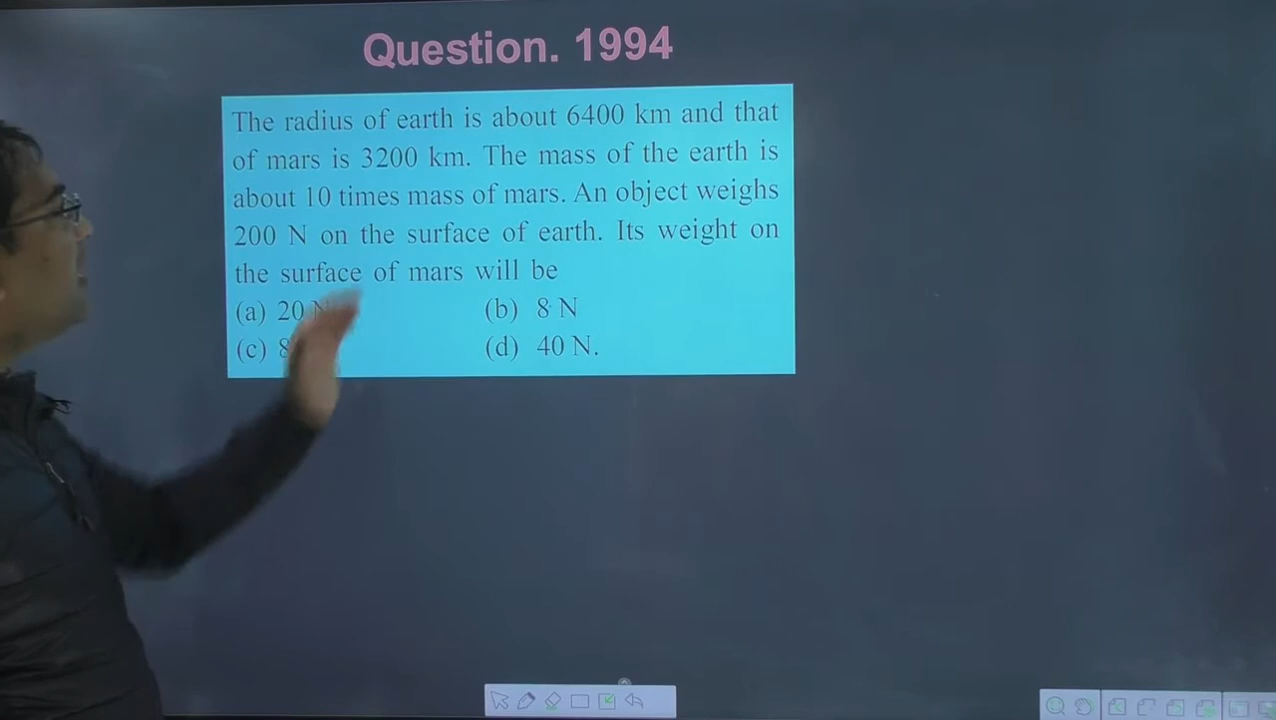 Question. 1994
The radius of earth is about 6400 km and that
of mars is 3200 km. The mass of the earth is
about 10 times mass of mars. An object weighs
200 N on the surface of earth. Its weight on
the surface of mars will be
(a) 20 N (b) 8 N
(c) 8 (d) 40 N.